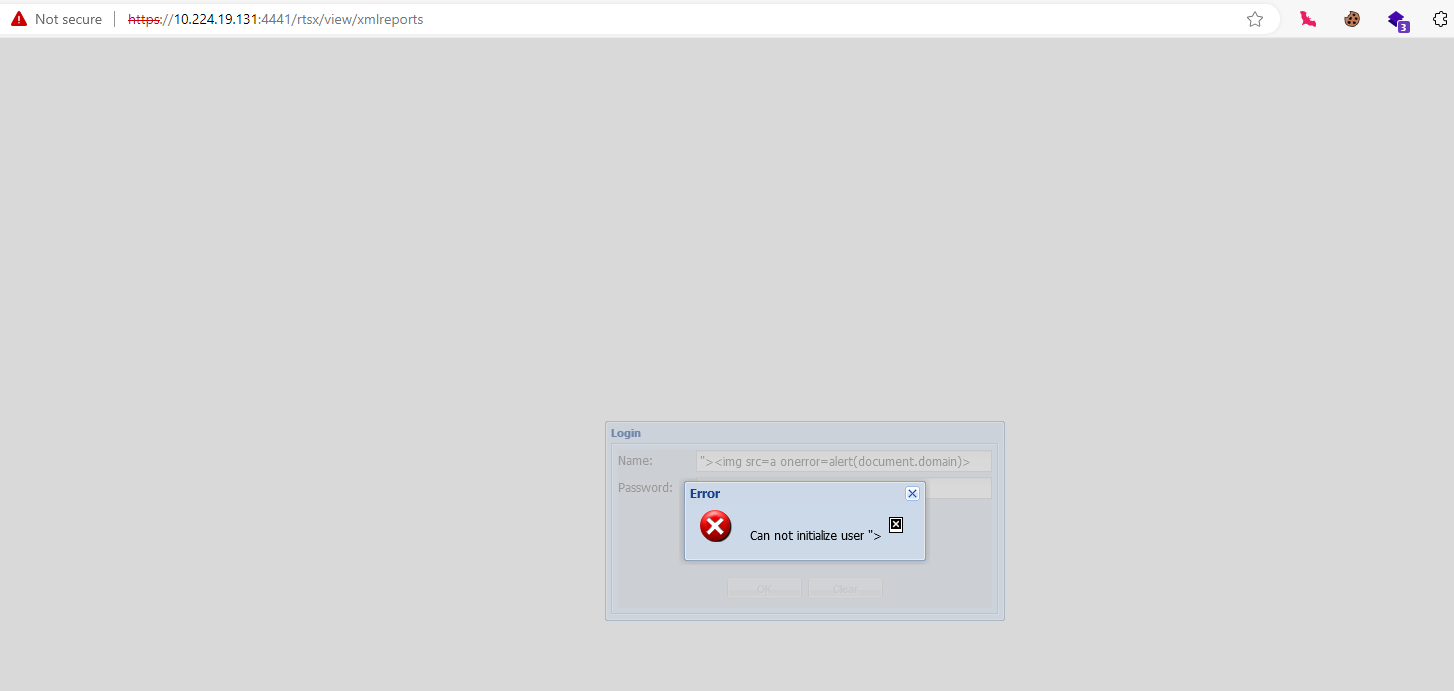 Not secure https://10.224.19.131:4441/rtsx/view/xmlreports
3
Login
Name: "><img src=a onerror=alert(document.domain)>
Password:
Error
Can not initialize user ">
OK Clear